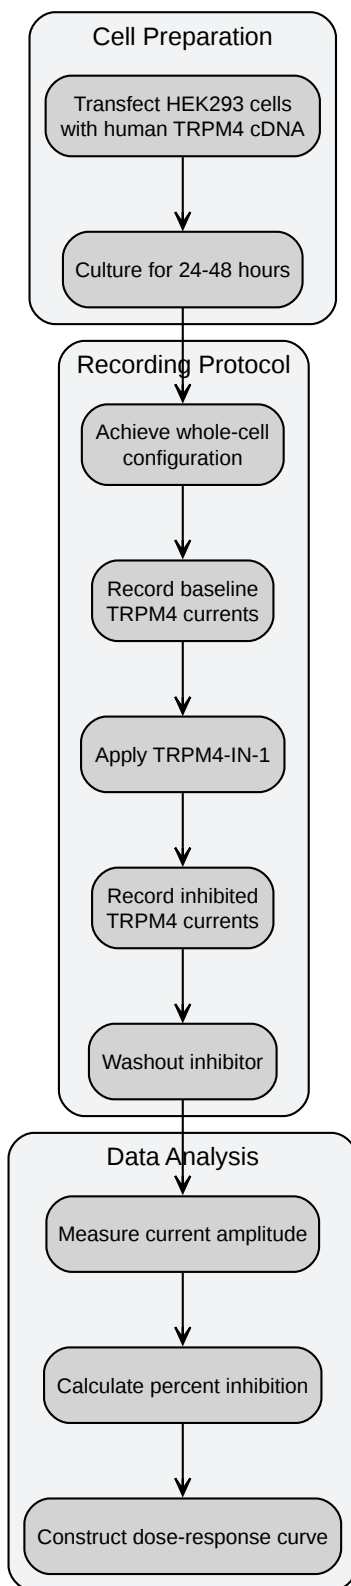 Cell Preparation
Transfect HEK293 cells
with human TRPM4 cDNA
Culture for 24-48 hours
Recording Protocol
Achieve whole-cell
configuration
Record baseline
TRPM4 currents
Apply TRPM4-IN-1
Record inhibited
TRPM4 currents
Washout inhibitor
Data Analysis
Measure current amplitude
Calculate percent inhibition
Construct dose-response curve